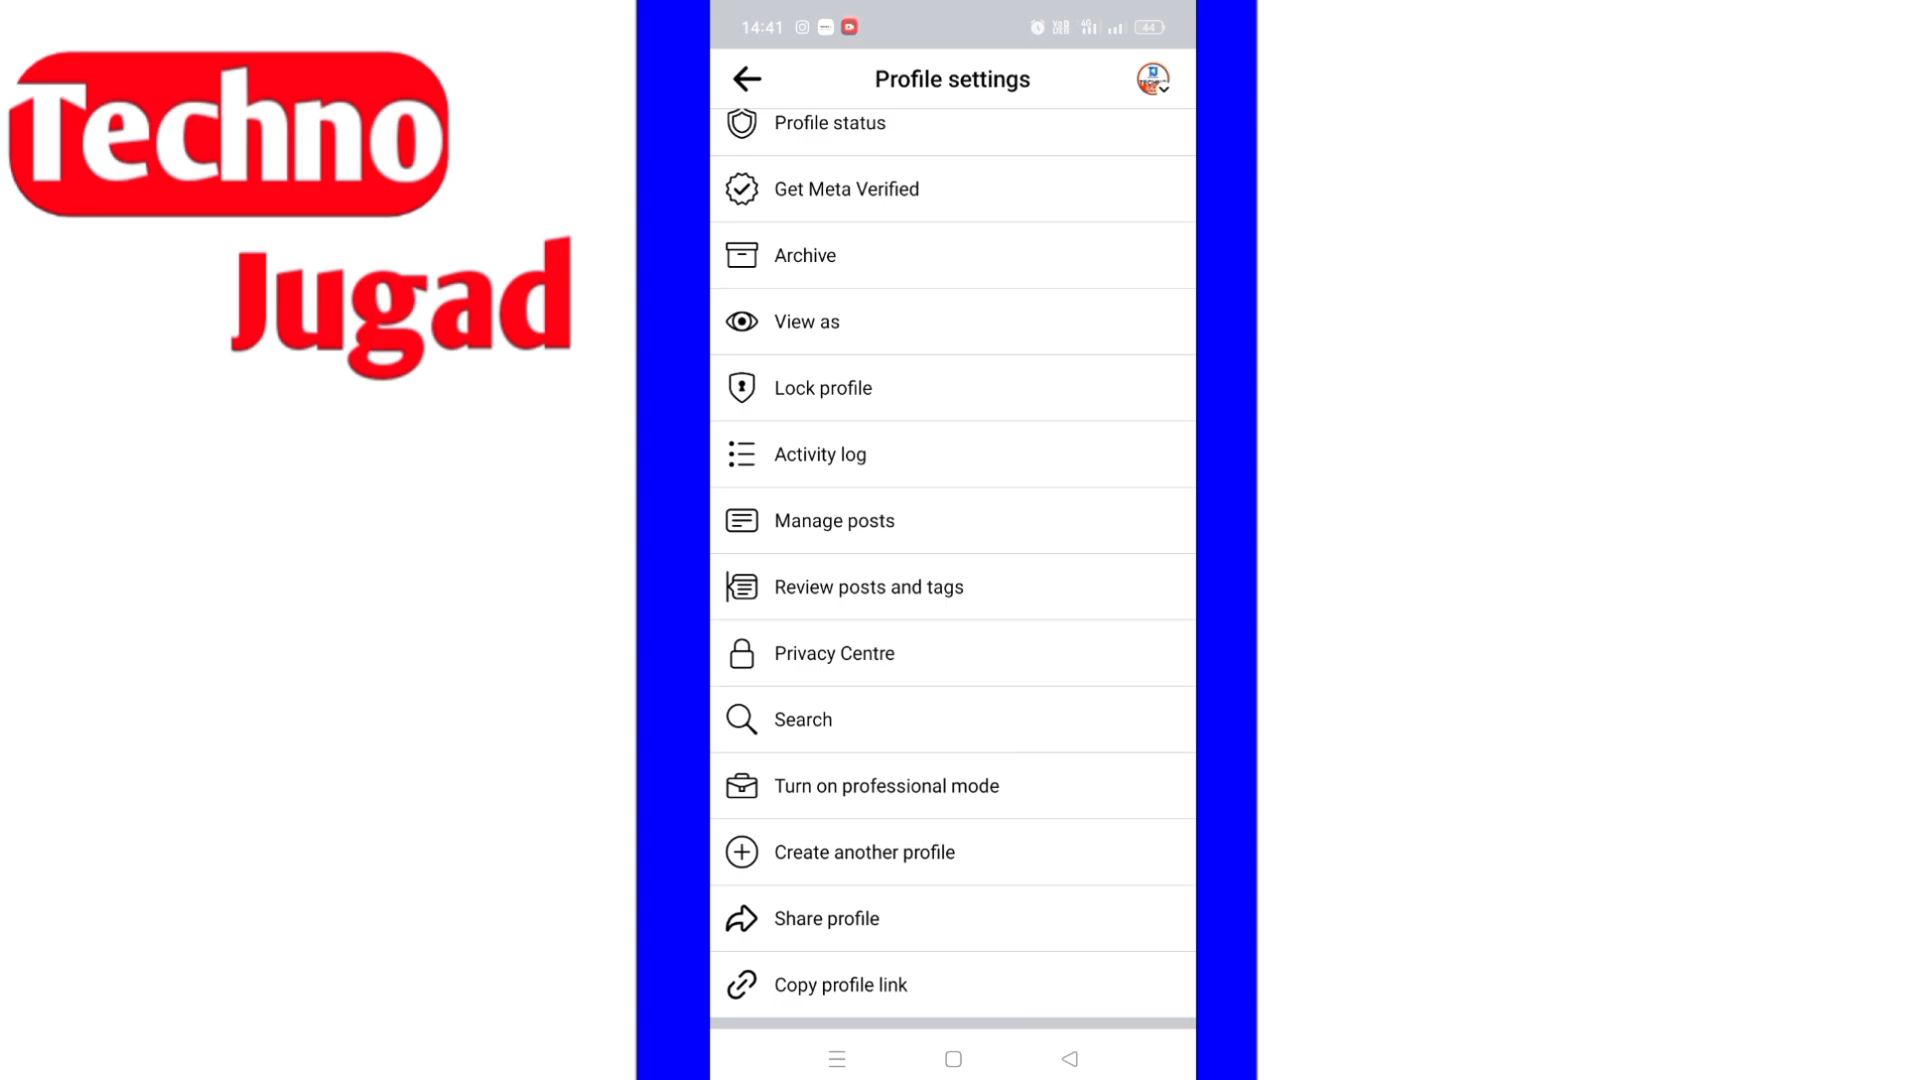 Techno
Jugad
14:41
44
Profile settings
Profile status
Get Meta Verified
Archive
View as
Lock profile
Activity log
Manage posts
Review posts and tags
Privacy Centre
Search
Turn on professional mode
Create another profile
Share profile
Copy profile link